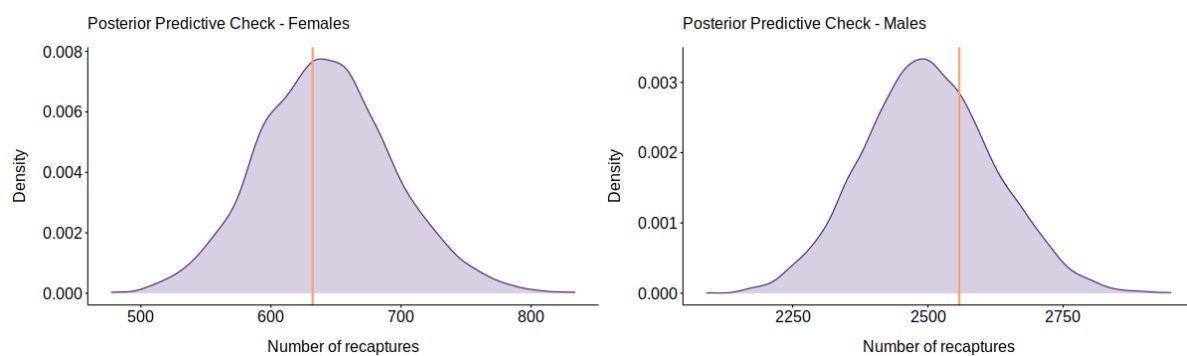 Posterior Predictive Check - Females
0.008
0.006
0.004
0.002
0.000
Density
500 600 700 800
Number of recaptures
Posterior Predictive Check - Males
0.003
0.002
0.001
0.000
Density
2250 2500 2750
Number of recaptures